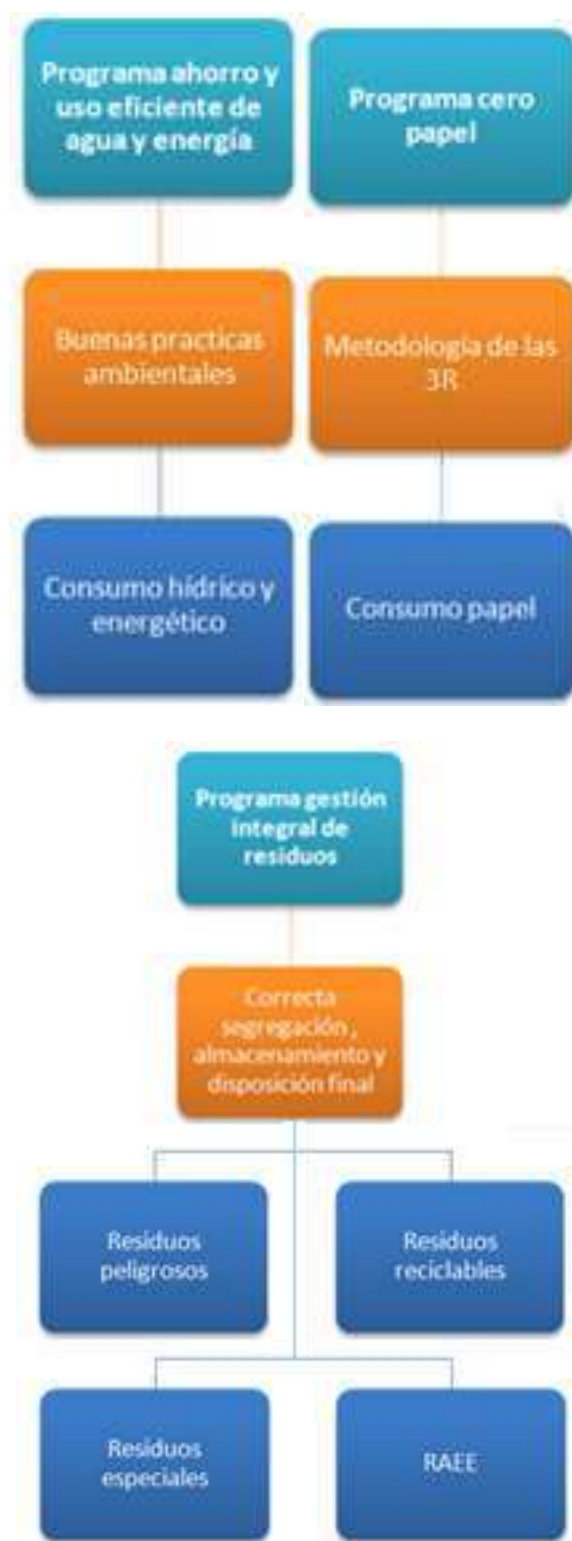 Programa ahorro y
uso eficiente de
agua y energía
Programa cero
papel
Buenas practicas
ambientales
Metodología de las
3R
Consumo hídrico y
energético
Consumo papel
Programa gestión
integral de
residuos
Correcta
segregación ,
almacenamiento y
disposición final
Residuos
peligrosos
Residuos
reciclables
Residuos
especiales
RAEE